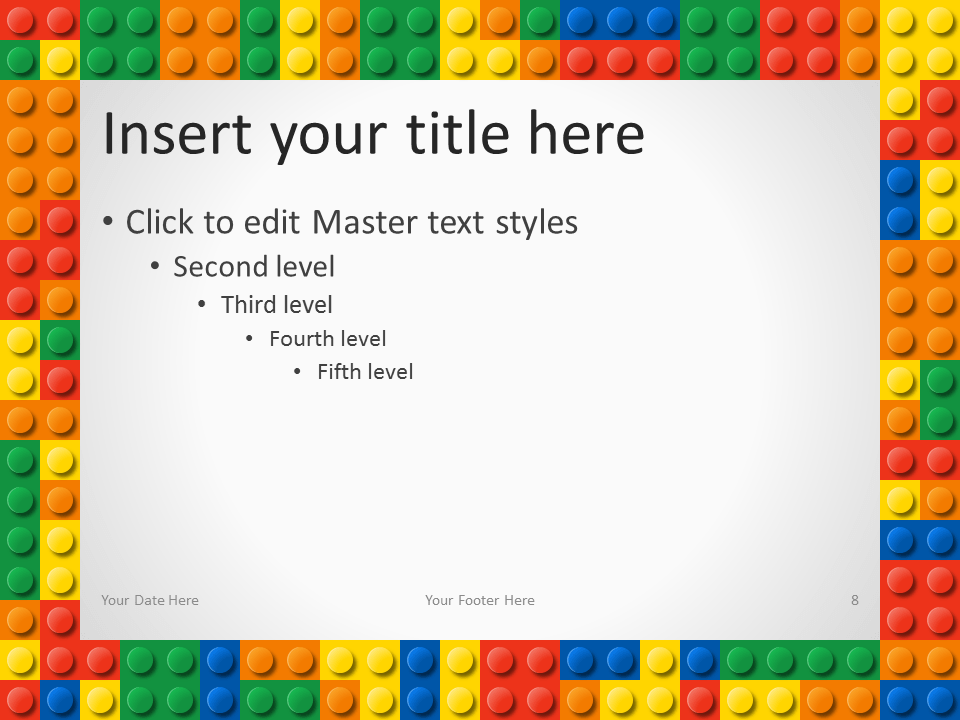 Insert your title here
• Click to edit Master text styles
• Second level
• Third level
• Fourth level
• Fifth level
Your Date Here
Your Footer Here
8